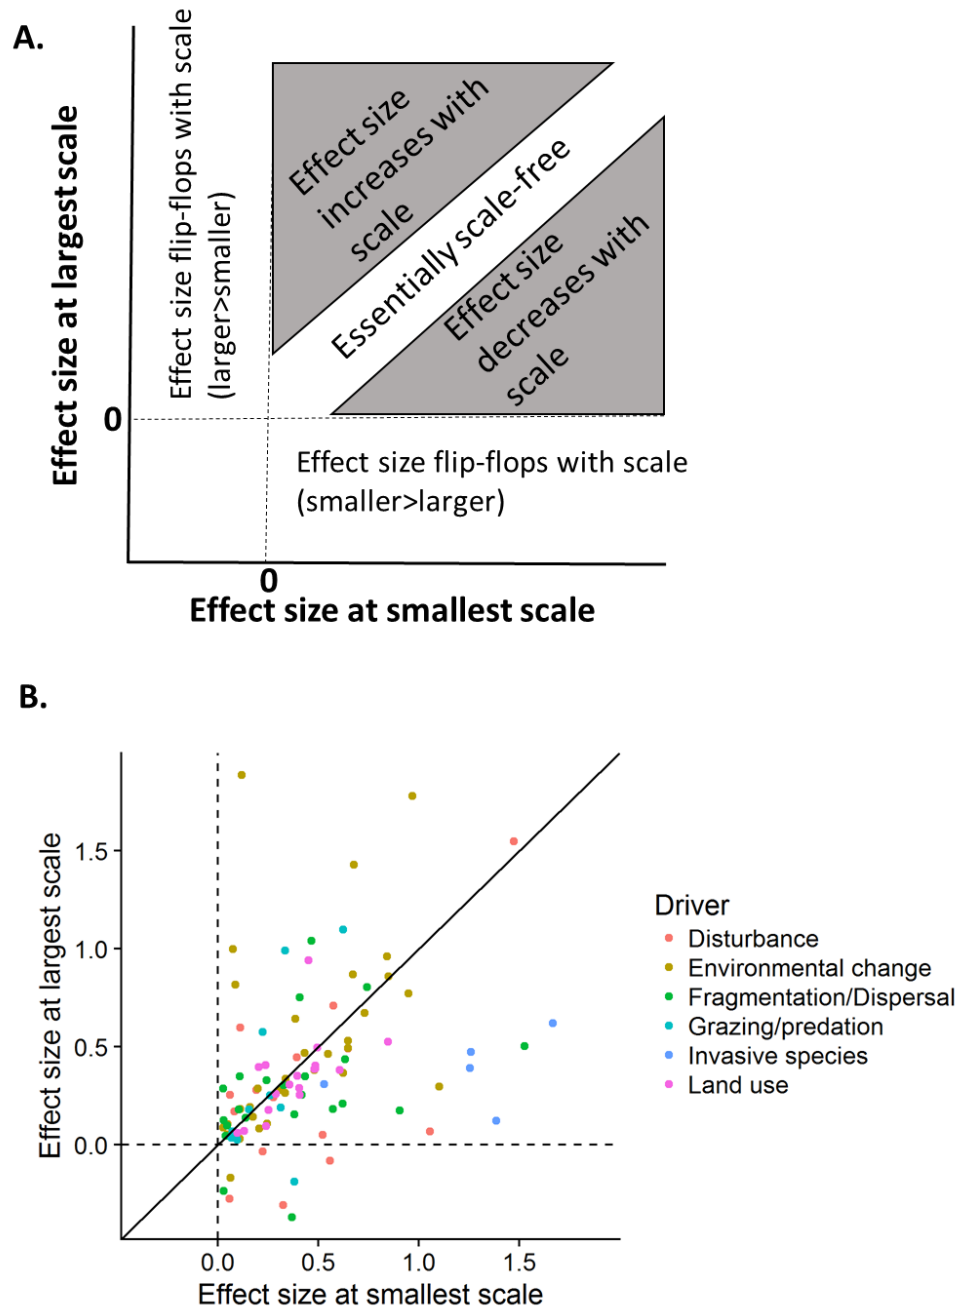 A.
Effect size at largest scale
Effect size flip-flops with scale
(larger>smaller)
Effect size
increases with
scale
Essentially scale-free
Effect size
decreases with
scale
0
Effect size flip-flops with scale
(smaller>larger)
0
Effect size at smallest scale
B.
Effect size at largest scale
1.5
1.0
0.5
0.0
0.0 0.5 1.0 1.5
Effect size at smallest scale
Driver
Disturbance
Environmental change
Fragmentation/Dispersal
Grazing/predation
Invasive species
Land use